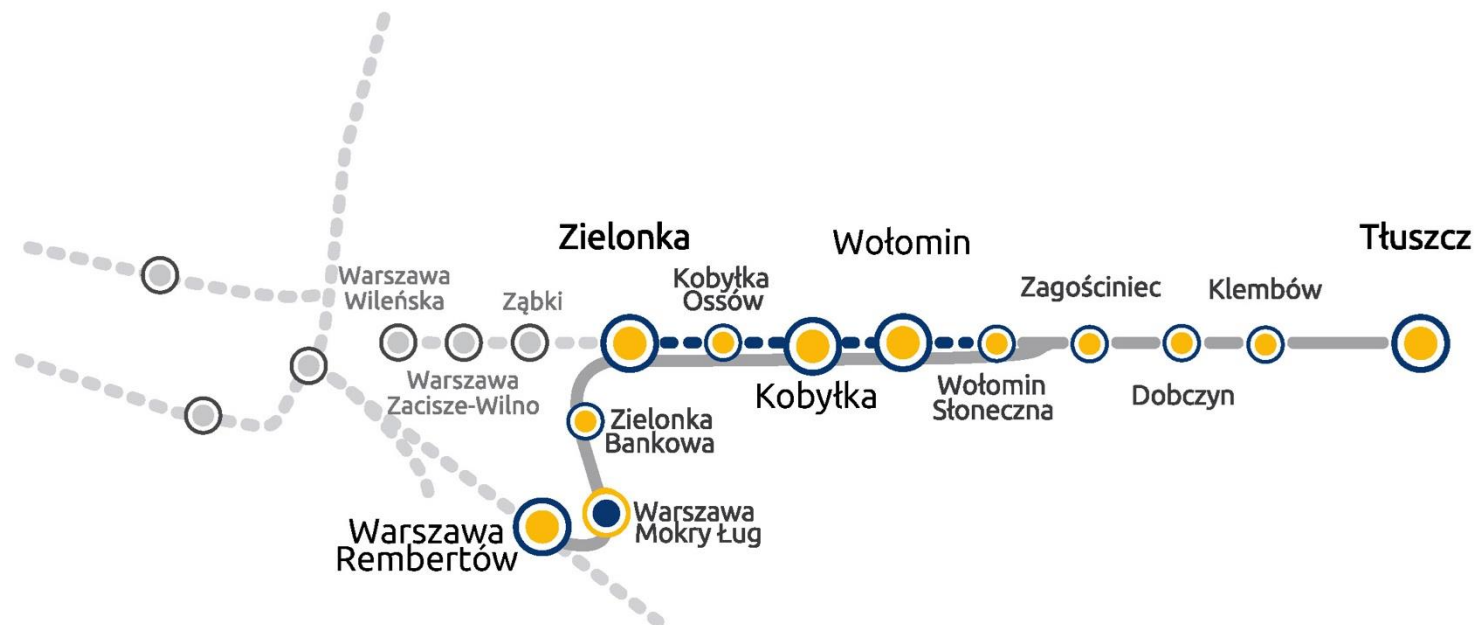 Zielonka
Wołomin
Tłuszcz
Warszawa
Wileńska
Ząbki
Kobyłka
Ossów
Zagościniec
Klembów
Warszawa
Zacisze-Wilno
Kobyłka
Wołomin
Słoneczna
Dobczyn
Zielonka
Bankowa
Warszawa
Rembertów
Warszawa
Mokry Ług